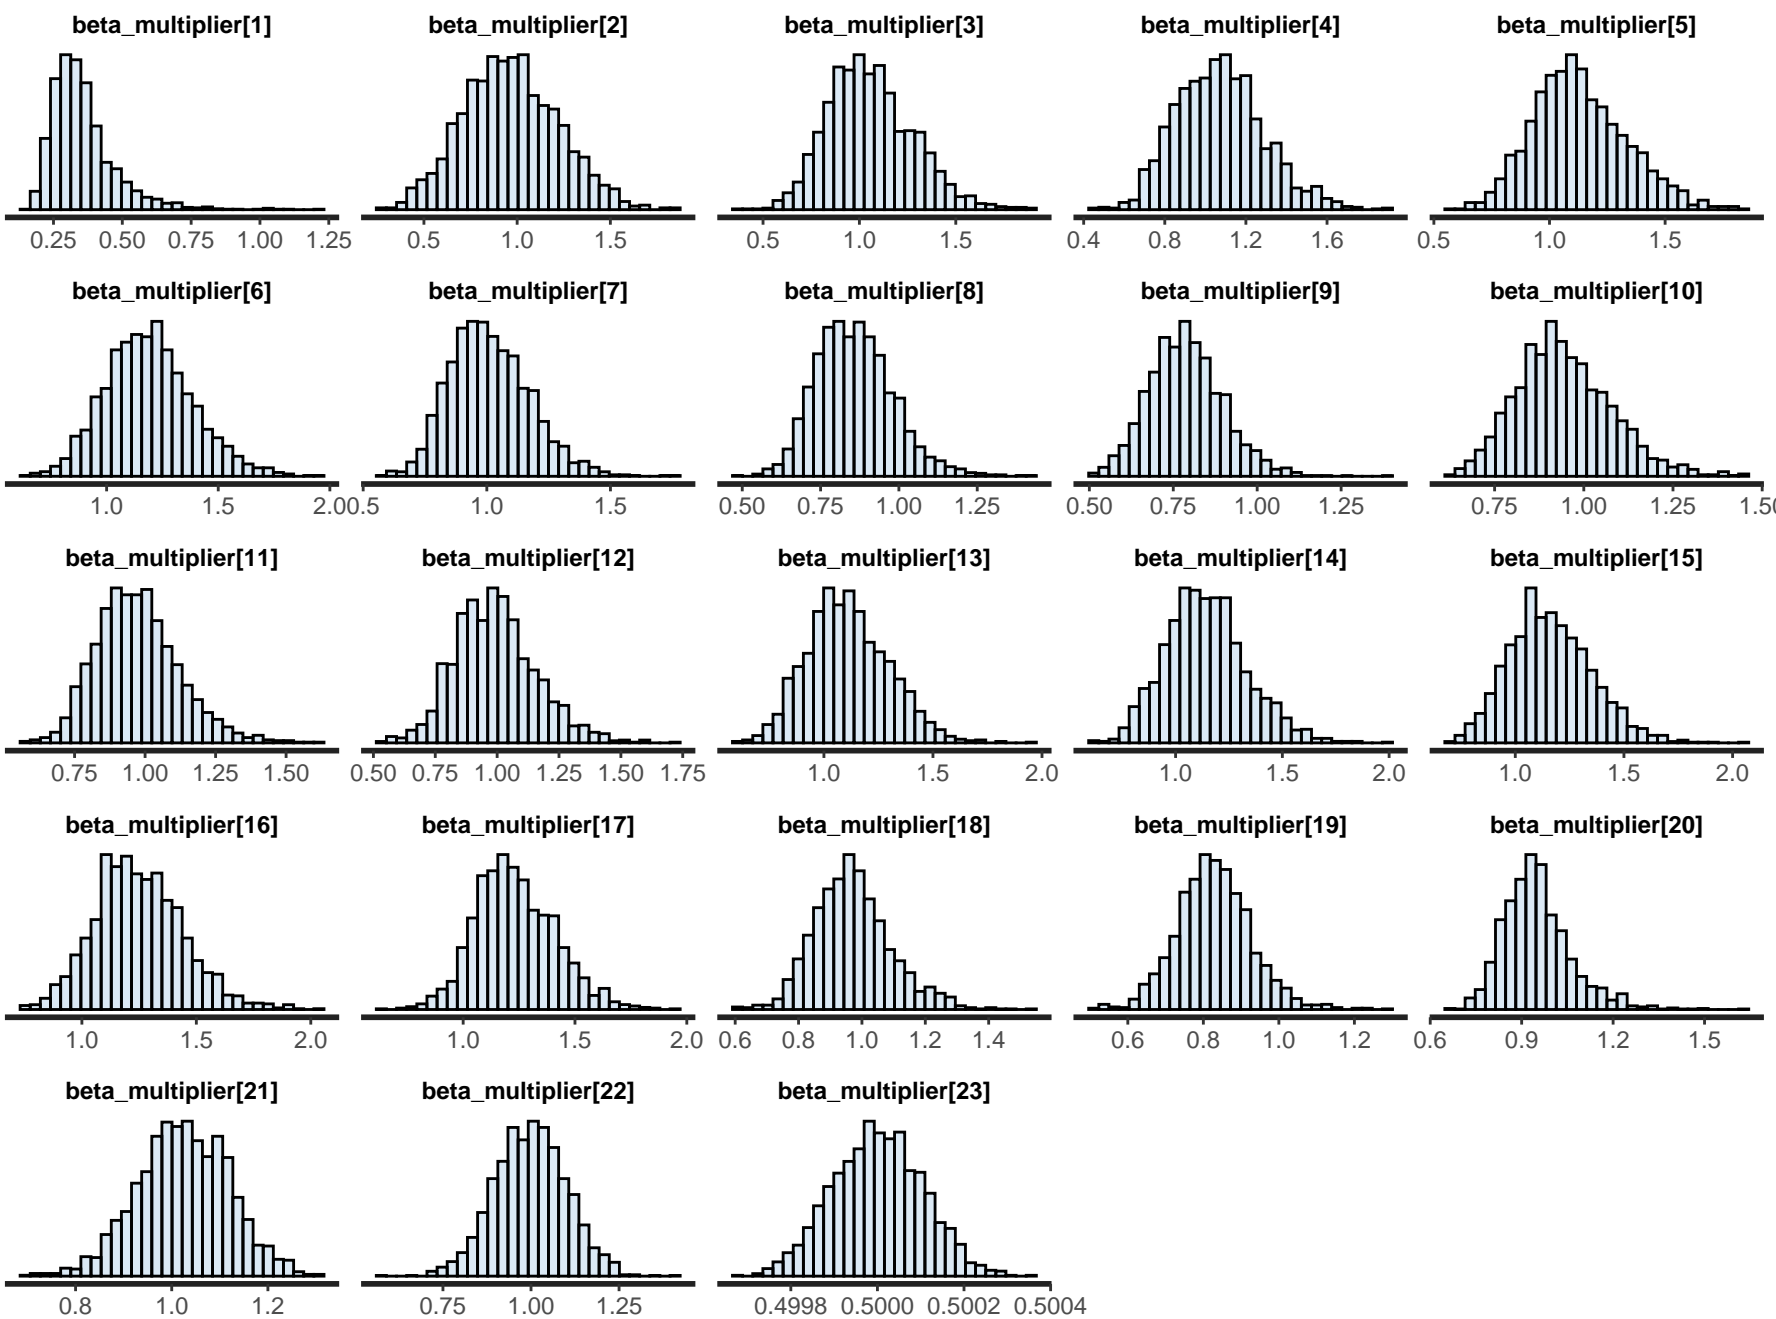 beta_multiplier[1] beta_multiplier[2] beta_multiplier[3] beta_multiplier[4] beta_multiplier[5]
0.25 0.50 0.75 1.00 1.25 0.5 1.0 1.5 0.5 1.0 1.5 0.4 0.8 1.2 1.6 0.5 1.0 1.5
beta_multiplier[6] beta_multiplier[7] beta_multiplier[8] beta_multiplier[9] beta_multiplier[10]
1.0 1.5 2.0 0.5 1.0 1.5 0.50 0.75 1.00 1.25 0.50 0.75 1.00 1.25 0.75 1.00 1.25 1.50
beta_multiplier[11] beta_multiplier[12] beta_multiplier[13] beta_multiplier[14] beta_multiplier[15]
0.75 1.00 1.25 1.50 0.50 0.75 1.00 1.25 1.50 1.75 1.0 1.5 2.0 1.0 1.5 2.0 1.0 1.5 2.0
beta_multiplier[16] beta_multiplier[17] beta_multiplier[18] beta_multiplier[19] beta_multiplier[20]
1.0 1.5 2.0 1.0 1.5 2.0 0.6 0.8 1.0 1.2 1.4 0.6 0.8 1.0 1.2 0.6 0.9 1.2 1.5
beta_multiplier[21] beta_multiplier[22] beta_multiplier[23]
0.8 1.0 1.2 0.75 1.00 1.25 0.4998 0.5000 0.5002 0.5004